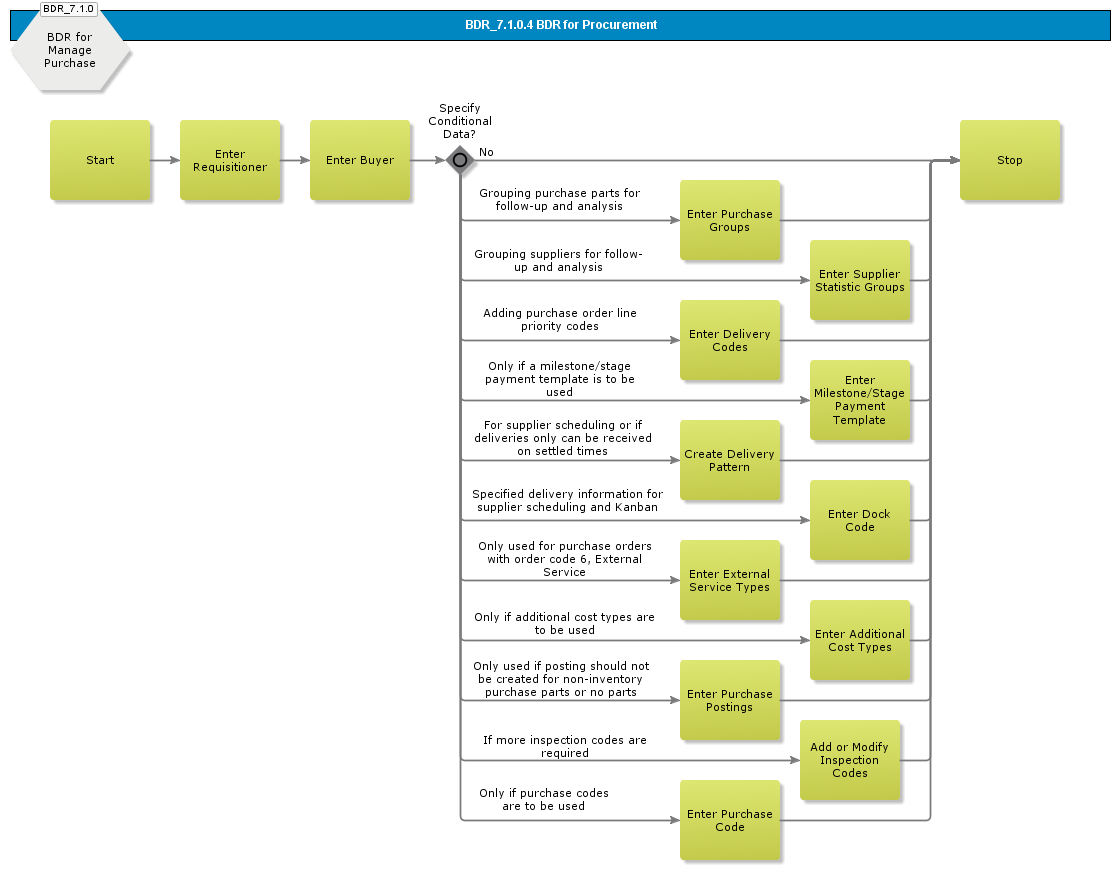 BDR_7.1.0
BDR_7.1.0.4 BDR for Procurement
BDR for
Manage
Purchase
Specify
Conditional
Data?
Start
Enter
Requisitioner
Enter Buyer
No
Stop
Grouping purchase parts for
follow-up and analysis
Enter Purchase
Groups
Grouping suppliers for follow-
up and analysis
Enter Supplier
Statistic Groups
Adding purchase order line
priority codes
Enter Delivery
Codes
Only if a milestone/stage
payment template is to be
used
Enter
Milestone/Stage
Payment
Template
For supplier scheduling or if
deliveries only can be received
on settled times
Create Delivery
Pattern
Specified delivery information for
supplier scheduling and Kanban
Enter Dock
Code
Only used for purchase orders
with order code 6, External
Service
Enter External
Service Types
Only if additional cost types are
to be used
Enter Additional
Cost Types
Only used if posting should not
be created for non-inventory
purchase parts or no parts
Enter Purchase
Postings
If more inspection codes are
required
Add or Modify
Inspection
Codes
Only if purchase codes
are to be used
Enter Purchase
Code